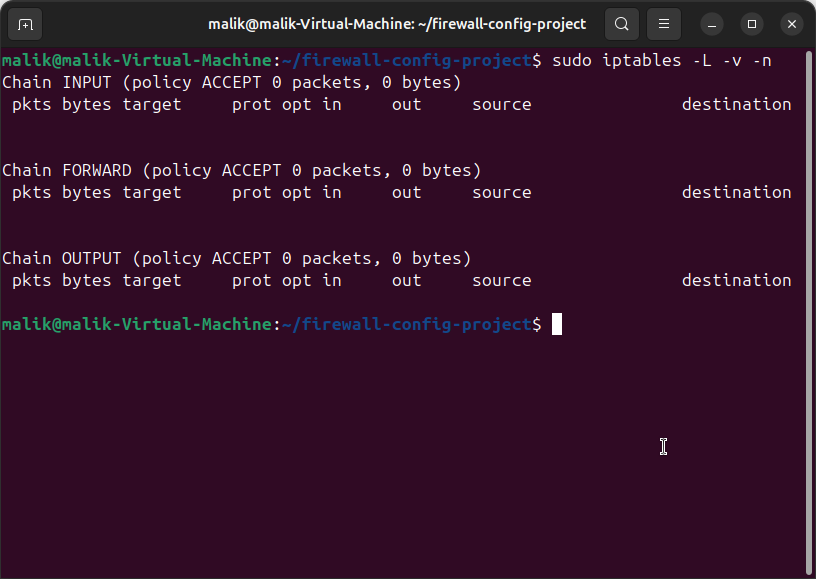 malik@malik-Virtual-Machine: ~/firewall-config-project
malik@malik-Virtual-Machine:~/firewall-config-project$ sudo iptables -L -v -n
Chain INPUT (policy ACCEPT 0 packets, 0 bytes)
 pkts bytes target     prot opt in     out     source               destination

Chain FORWARD (policy ACCEPT 0 packets, 0 bytes)
 pkts bytes target     prot opt in     out     source               destination

Chain OUTPUT (policy ACCEPT 0 packets, 0 bytes)
 pkts bytes target     prot opt in     out     source               destination
malik@malik-Virtual-Machine:~/firewall-config-project$